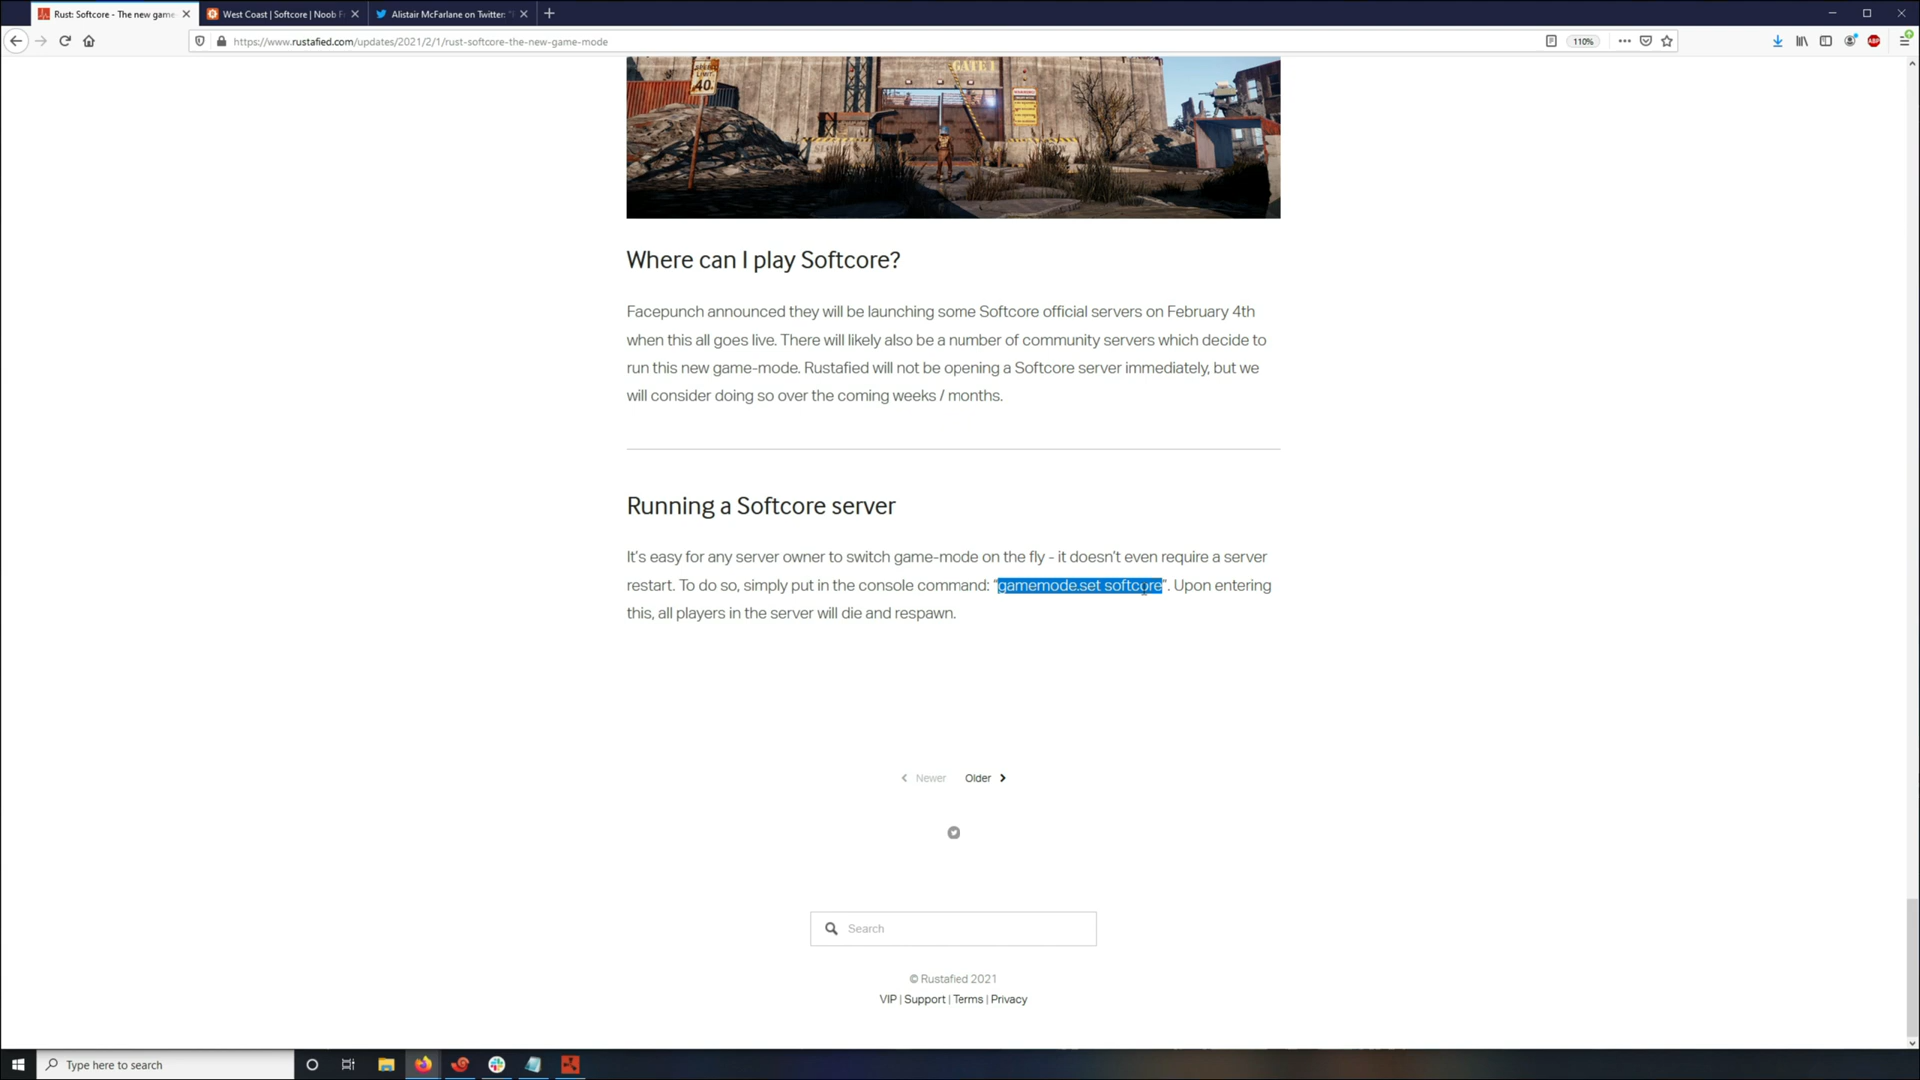 Rust: Softcore - The new game-
West Coast | Softcore | Noob F
Alistair McFarlane on Twitter: "
https://www.rustafied.com/updates/2021/2/1/rust-softcore-the-new-game-mode
110%
ABP
SPEED
LIMIT
40
GATE 1
Where can I play Softcore?
Facepunch announced they will be launching some Softcore official servers on February 4th
when this all goes live. There will likely also be a number of community servers which decide to
run this new game-mode. Rustafied will not be opening a Softcore server immediately, but we
will consider doing so over the coming weeks / months.
Running a Softcore server
It's easy for any server owner to switch game-mode on the fly - it doesn't even require a server
restart. To do so, simply put in the console command: "gamemode.set softcore". Upon entering
this, all players in the server will die and respawn.
Newer Older
Search
© Rustafied 2021
VIP | Support | Terms | Privacy
Type here to search